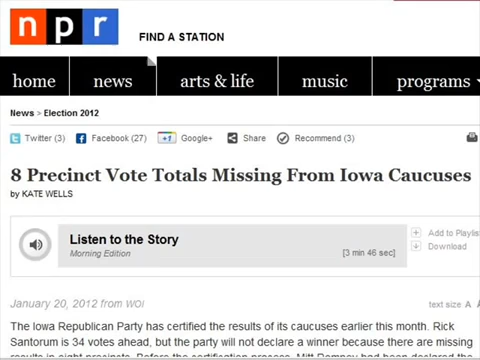 npr
FIND A STATION
home news arts & life music programs
News > Election 2012
Twitter (3) Facebook (27) +1 Google+ Share Recommend (3)
8 Precinct Vote Totals Missing From Iowa Caucuses
by KATE WELLS
Listen to the Story
Morning Edition [3 min 46 sec]
Add to Playlis
Download
January 20, 2012 from WOI text size A A
The Iowa Republican Party has certified the results of its caucuses earlier this month. Rick
Santorum is 34 votes ahead, but the party will not declare a winner because there are missing
results in eight precincts. Before the certification process, Mitt Romney had been declared the